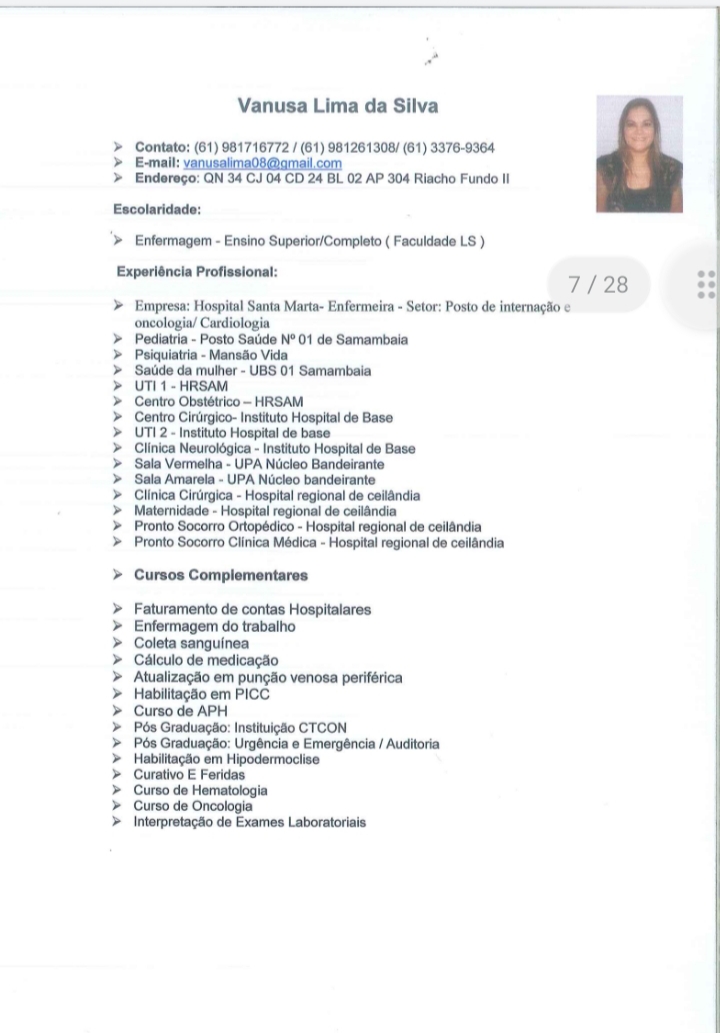 Vanusa Lima da Silva
Contato: (61) 981716772 / (61) 981261308/ (61) 3376-9364
E-mail: vanusalima08@gmail.com
Endereço: QN 34 CJ 04 CD 24 BL 02 AP 304 Riacho Fundo II
Escolaridade:
Enfermagem - Ensino Superior/Completo ( Faculdade LS )
Experiência Profissional:
7 / 28
Empresa: Hospital Santa Marta- Enfermeira - Setor: Posto de internação e
oncologia/ Cardiologia
Pediatria - Posto Saúde Nº 01 de Samambaia
Psiquiatria - Mansão Vida
Saúde da mulher - UBS 01 Samambaia
UTI 1 - HRSAM
Centro Obstétrico – HRSAM
Centro Cirúrgico- Instituto Hospital de Base
UTI 2 - Instituto Hospital de base
Clínica Neurológica - Instituto Hospital de Base
Sala Vermelha - UPA Núcleo Bandeirante
Sala Amarela - UPA Núcleo bandeirante
Clínica Cirúrgica - Hospital regional de ceilândia
Maternidade - Hospital regional de ceilândia
Pronto Socorro Ortopédico - Hospital regional de ceilândia
Pronto Socorro Clínica Médica - Hospital regional de ceilândia
Cursos Complementares
Faturamento de contas Hospitalares
Enfermagem do trabalho
Coleta sanguínea
Cálculo de medicação
Atualização em punção venosa periférica
Habilitação em PICC
Curso de APH
Pós Graduação: Instituição CTCON
Pós Graduação: Urgência e Emergência / Auditoria
Habilitação em Hipodermoclise
Curativo E Feridas
Curso de Hematologia
Curso de Oncologia
Interpretação de Exames Laboratoriais